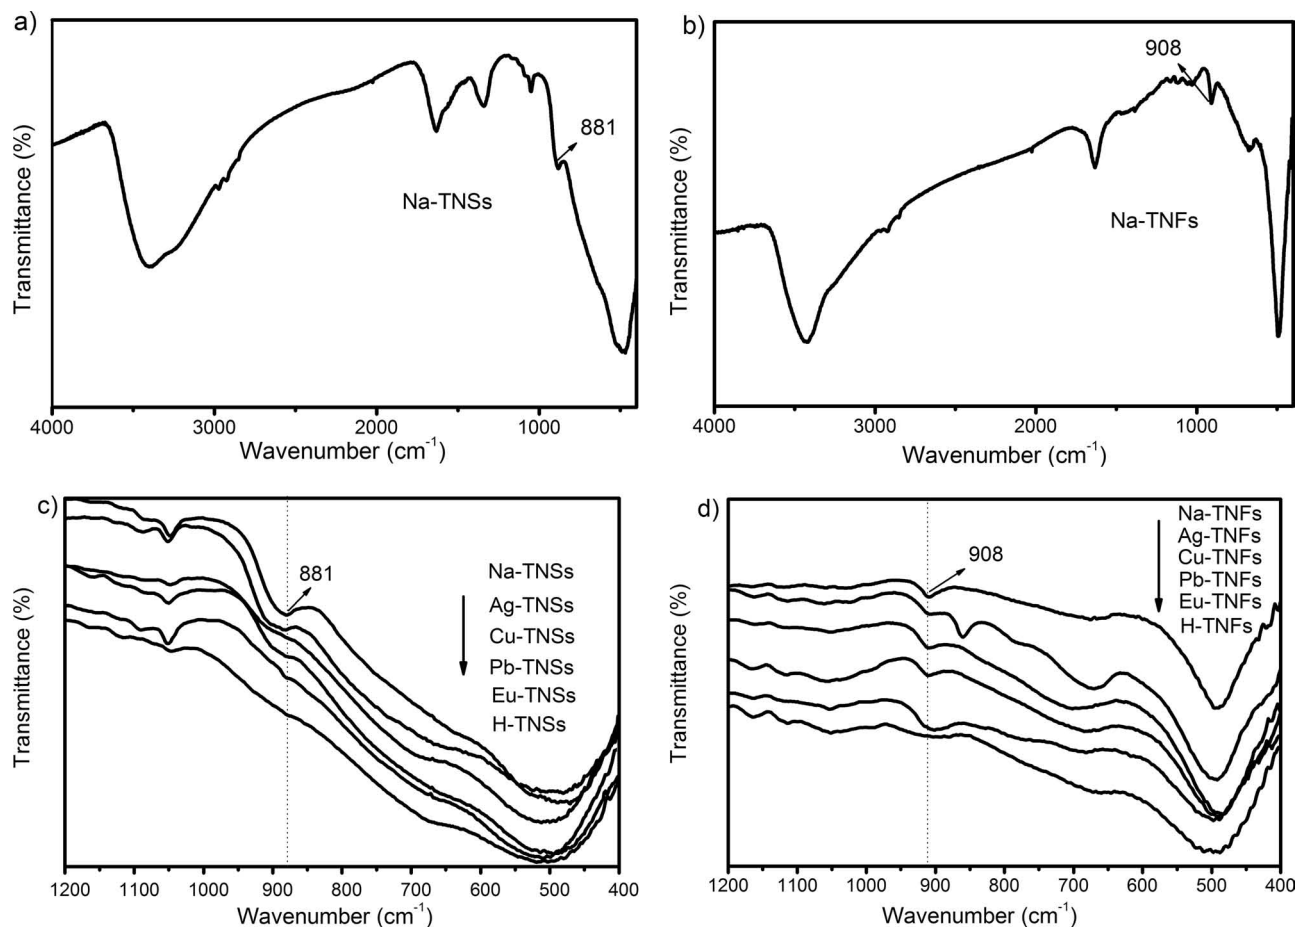 a)
881
Na-TNSs
Transmittance (%)
4000 3000 2000 1000
Wavenumber (cm⁻¹)
b)
908
Na-TNFs
Transmittance (%)
4000 3000 2000 1000
Wavenumber (cm⁻¹)
c)
881
Na-TNSs
Ag-TNSs
Cu-TNSs
Pb-TNSs
Eu-TNSs
H-TNSs
Transmittance (%)
1200 1100 1000 900 800 700 600 500 400
Wavenumber (cm⁻¹)
d)
908
Na-TNFs
Ag-TNFs
Cu-TNFs
Pb-TNFs
Eu-TNFs
H-TNFs
Transmittance (%)
1200 1100 1000 900 800 700 600 500 400
Wavenumber (cm⁻¹)